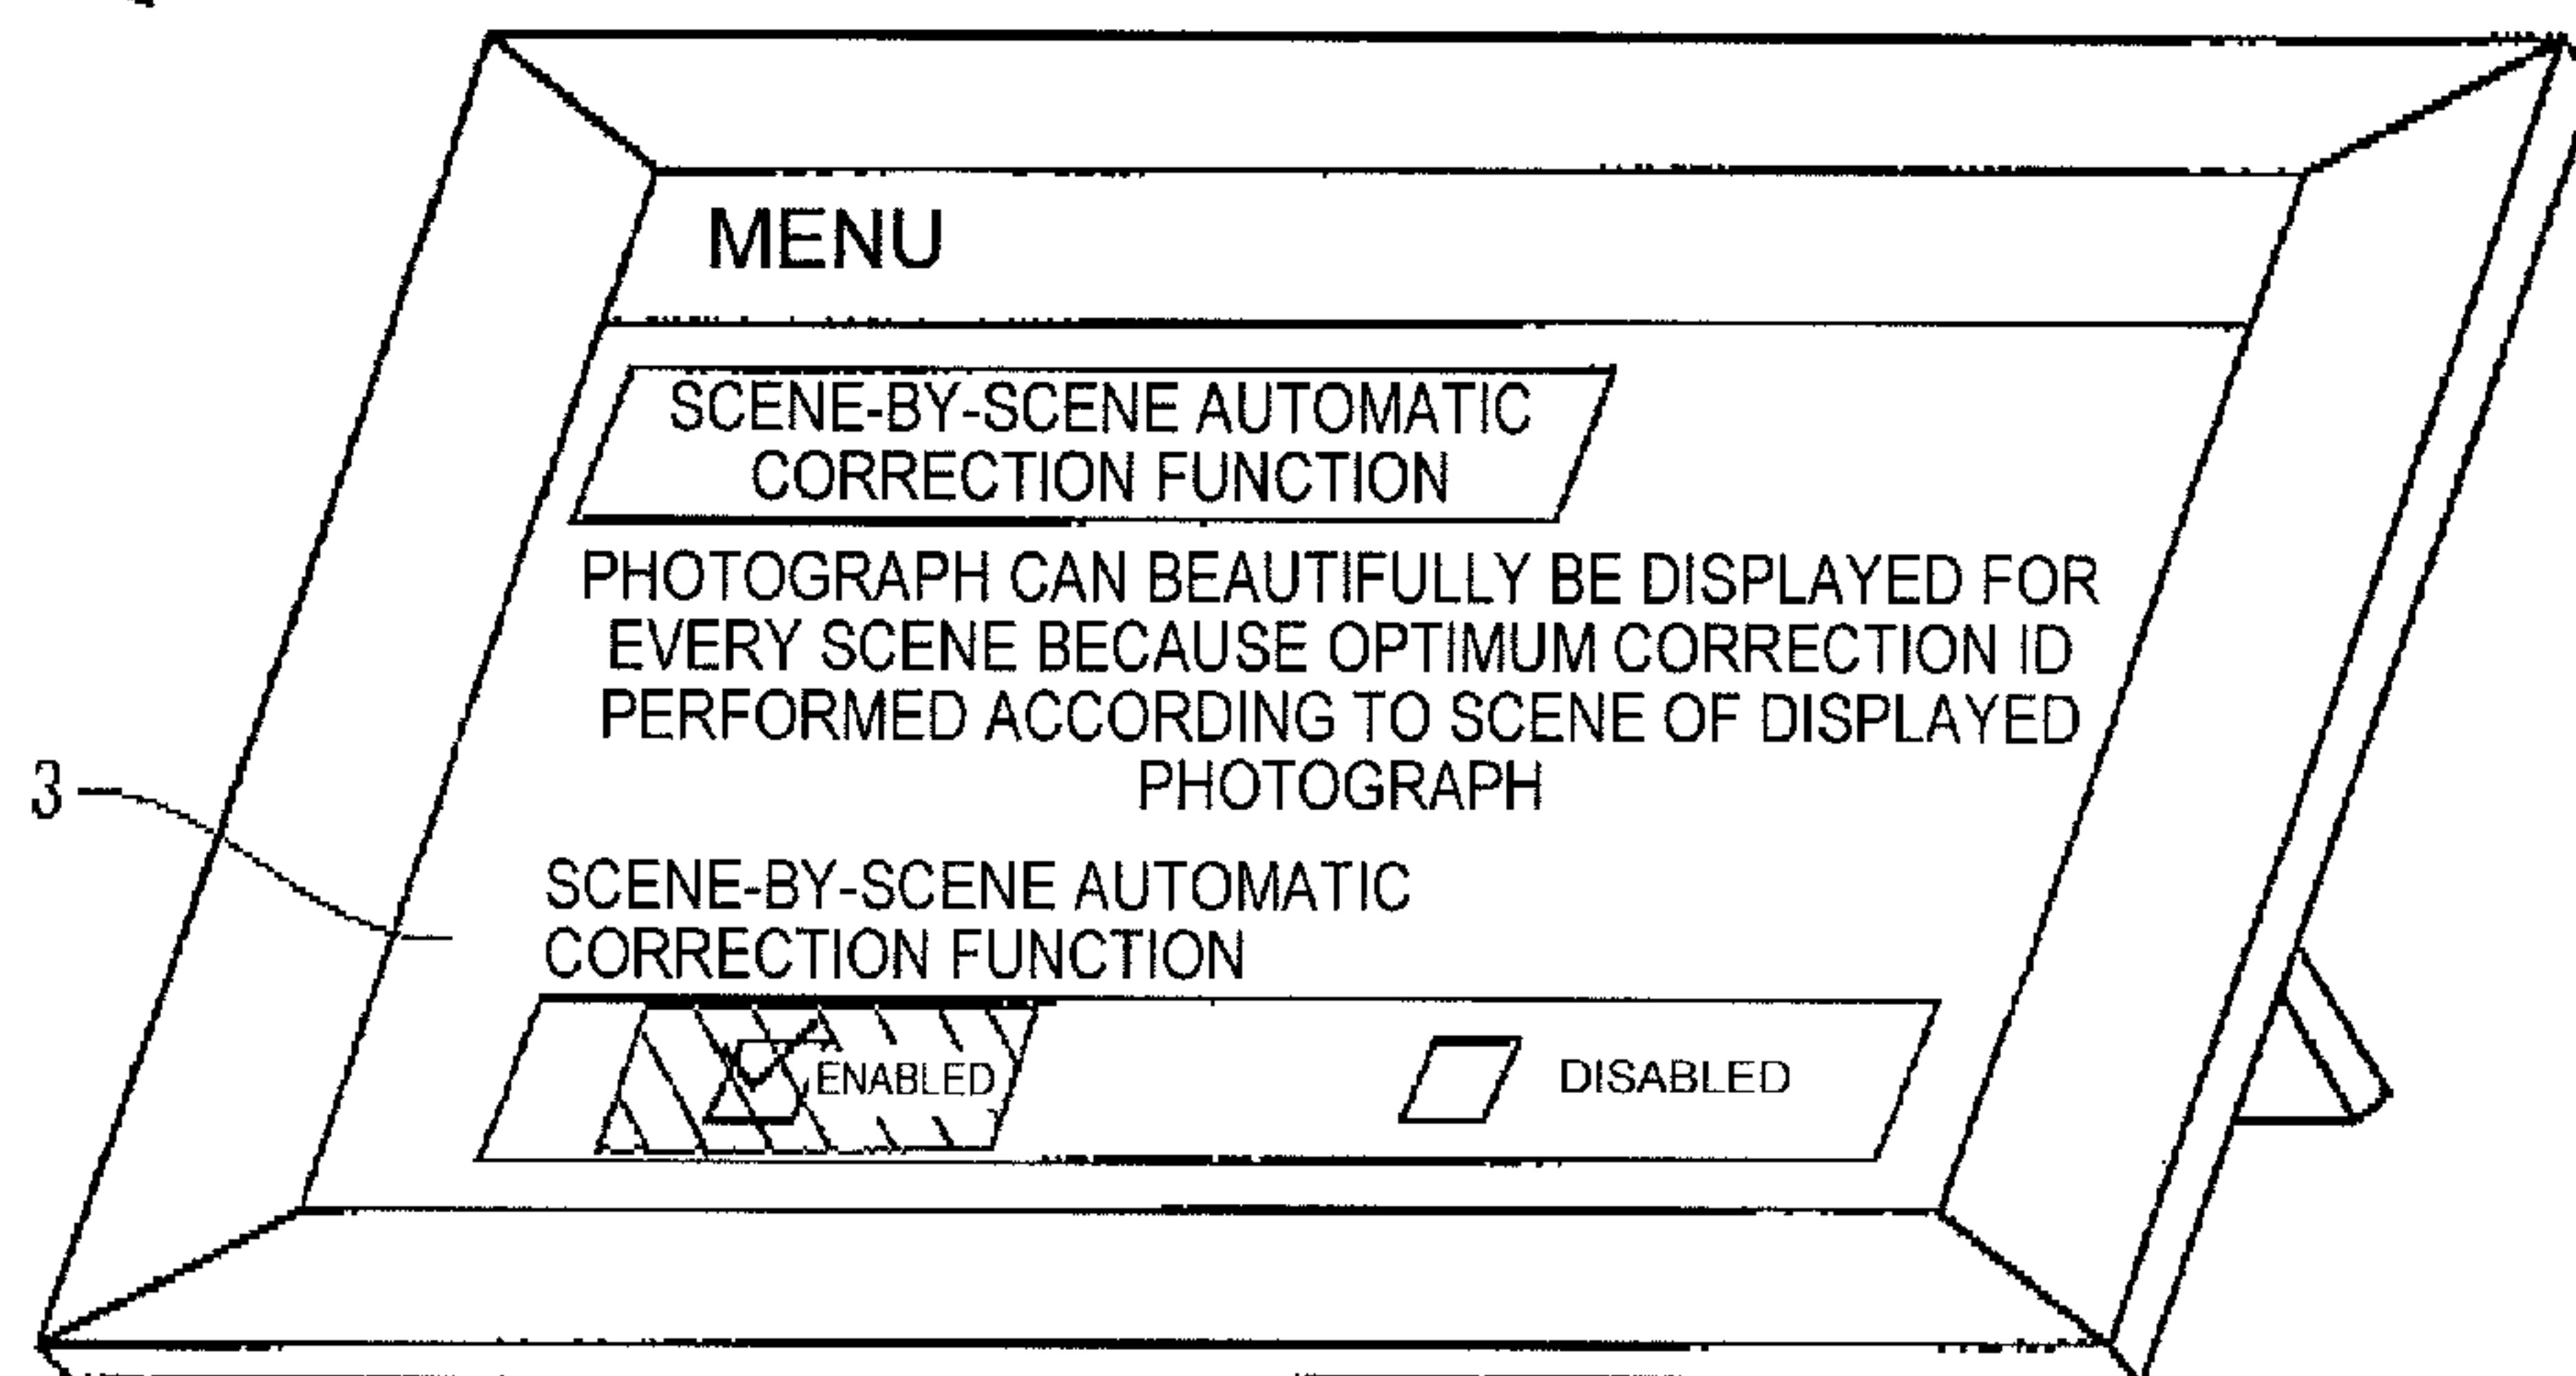 MENU
SCENE-BY-SCENE AUTOMATIC
CORRECTION FUNCTION
PHOTOGRAPH CAN BEAUTIFULLY BE DISPLAYED FOR
EVERY SCENE BECAUSE OPTIMUM CORRECTION ID
PERFORMED ACCORDING TO SCENE OF DISPLAYED
PHOTOGRAPH
3
SCENE-BY-SCENE AUTOMATIC
CORRECTION FUNCTION
ENABLED DISABLED